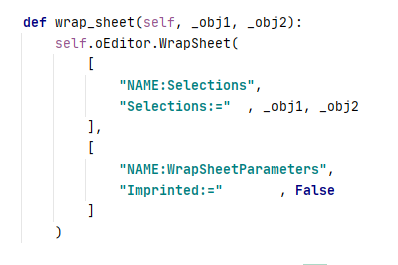 def wrap_sheet(self, _obj1, _obj2):
    self.oEditor.WrapSheet(
        [
            "NAME:Selections",
            "Selections:="  , _obj1, _obj2
        ],
        [
            "NAME:WrapSheetParameters",
            "Imprinted:="       , False
        ]
    )